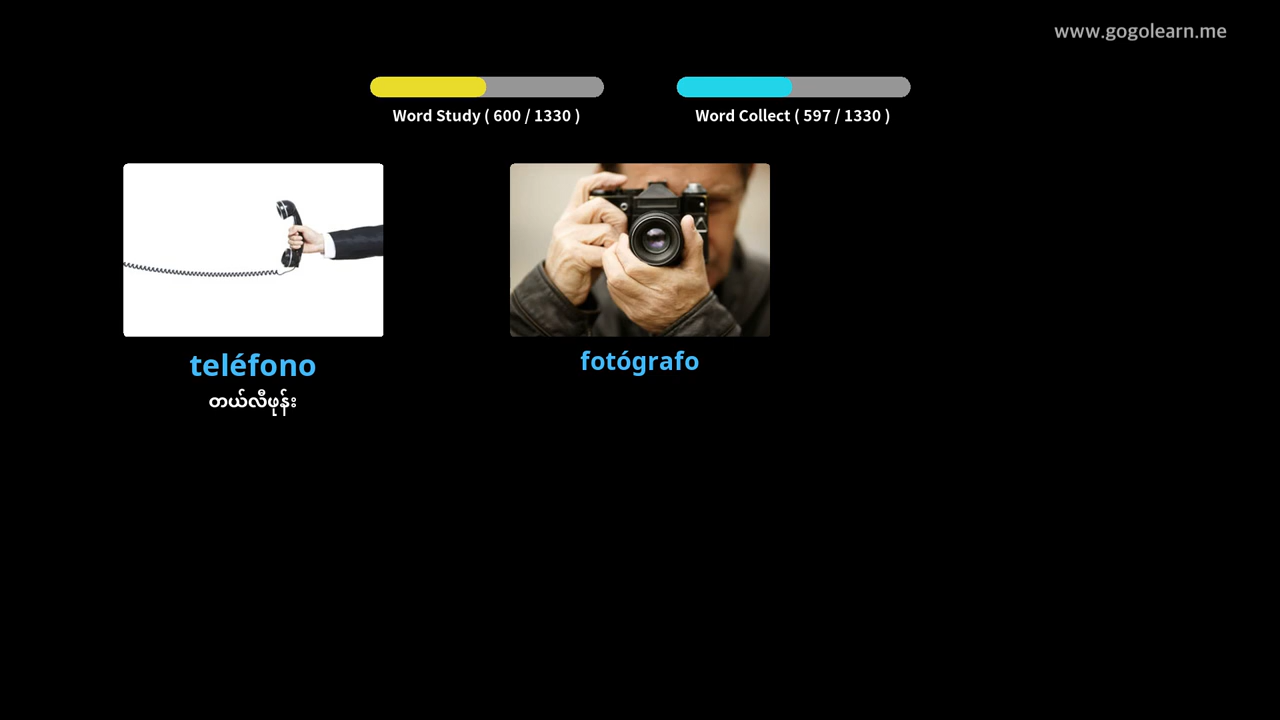 www.gogolearn.me
Word Study ( 600 / 1330 )
Word Collect ( 597 / 1330 )
teléfono
တယ်လီဖုန်း
fotógrafo